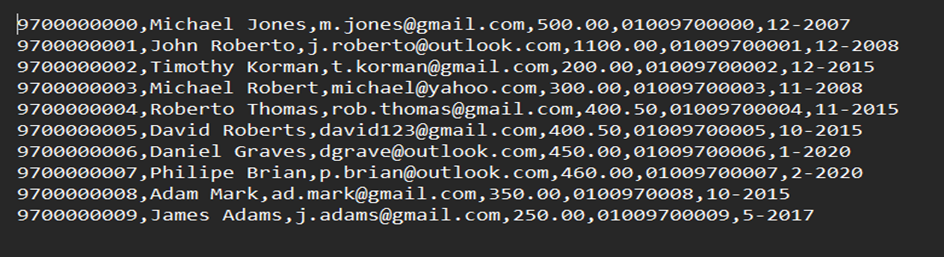 9700000000,Michael Jones,m.jones@gmail.com,500.00,01009700000,12-2007
9700000001,John Roberto,j.roberto@outlook.com,1100.00,01009700001,12-2008
9700000002,Timothy Korman,t.korman@gmail.com,200.00,01009700002,12-2015
9700000003,Michael Robert,michael@yahoo.com,300.00,01009700003,11-2008
9700000004,Roberto Thomas,rob.thomas@gmail.com,400.50,01009700004,11-2015
9700000005,David Roberts,david123@gmail.com,400.50,01009700005,10-2015
9700000006,Daniel Graves,dgrave@outlook.com,450.00,01009700006,1-2020
9700000007,Philipe Brian,p.brian@outlook.com,460.00,01009700007,2-2020
9700000008,Adam Mark,ad.mark@gmail.com,350.00,0100970008,10-2015
9700000009,James Adams,j.adams@gmail.com,250.00,01009700009,5-2017